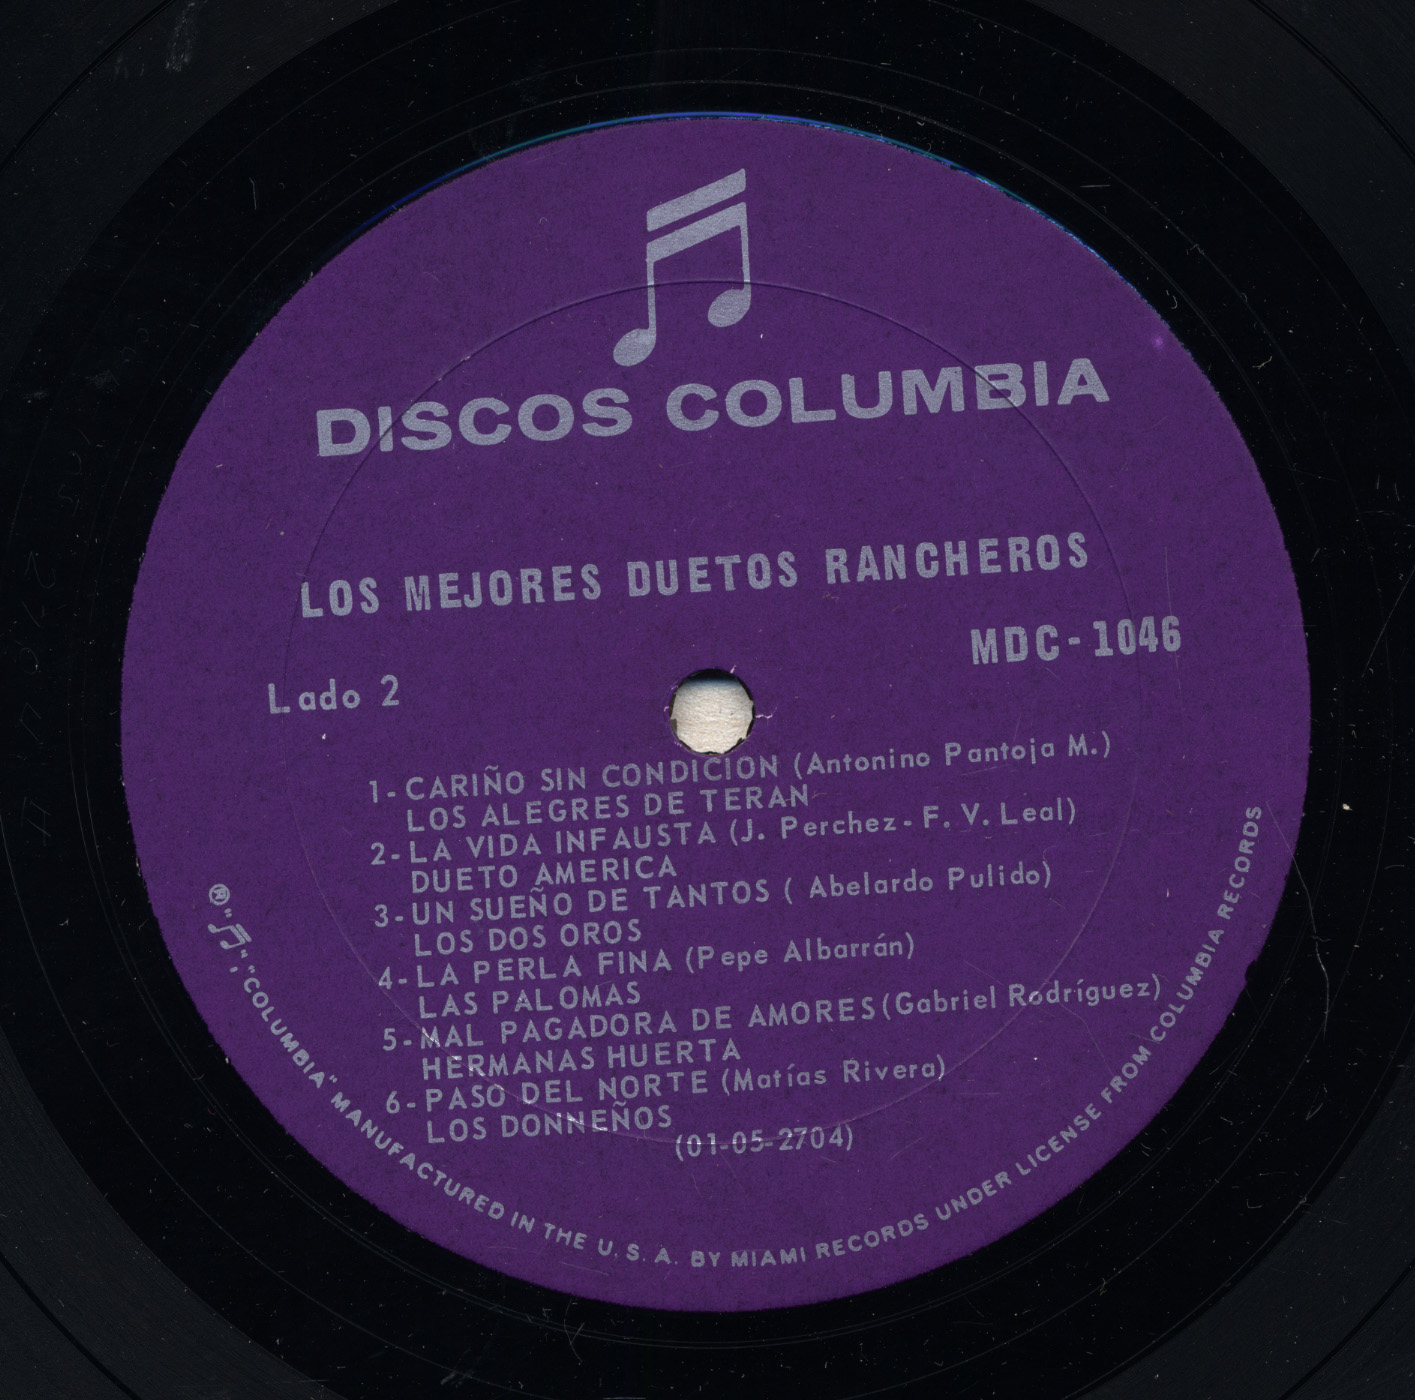 DISCOS COLUMBIA
LOS MEJORES DUETOS RANCHEROS
MDC-1046
Lado 2
1- CARIÑO SIN CONDICION (Antonino Pantoja M.)
LOS ALEGRES DE TERAN
2- LA VIDA INFAUSTA (J. Perchez - F. V. Leal)
DUETO AMERICA
3- UN SUEÑO DE TANTOS ( Abelardo Pulido)
LOS DOS OROS
4- LA PERLA FINA (Pepe Albarrán)
LAS PALOMAS
5- MAL PAGADORA DE AMORES (Gabriel Rodríguez)
HERMANAS HUERTA
6- PASO DEL NORTE (Matías Rivera)
LOS DONNEÑOS
(01-05-2704)
® "♫", "COLUMBIA" MANUFACTURED IN THE U. S. A. BY MIAMI RECORDS UNDER LICENSE FROM COLUMBIA RECORDS